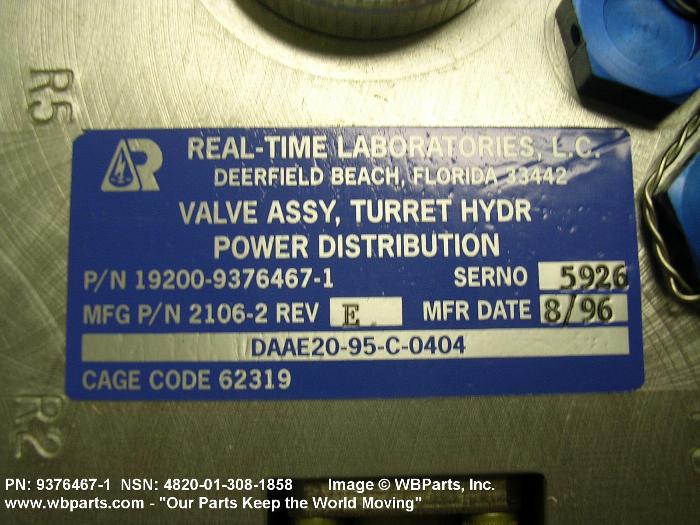 R5
REAL-TIME LABORATORIES, L.C.
DEERFIELD BEACH, FLORIDA 33442
VALVE ASSY, TURRET HYDR
POWER DISTRIBUTION
P/N 19200-9376467-1 SERNO 5926
MFG P/N 2106-2 REV E MFR DATE 8/96
DAAE20-95-C-0404
CAGE CODE 62319
R2
PN: 9376467-1 NSN: 4820-01-308-1858 Image © WBParts, Inc.
www.wbparts.com - "Our Parts Keep the World Moving"